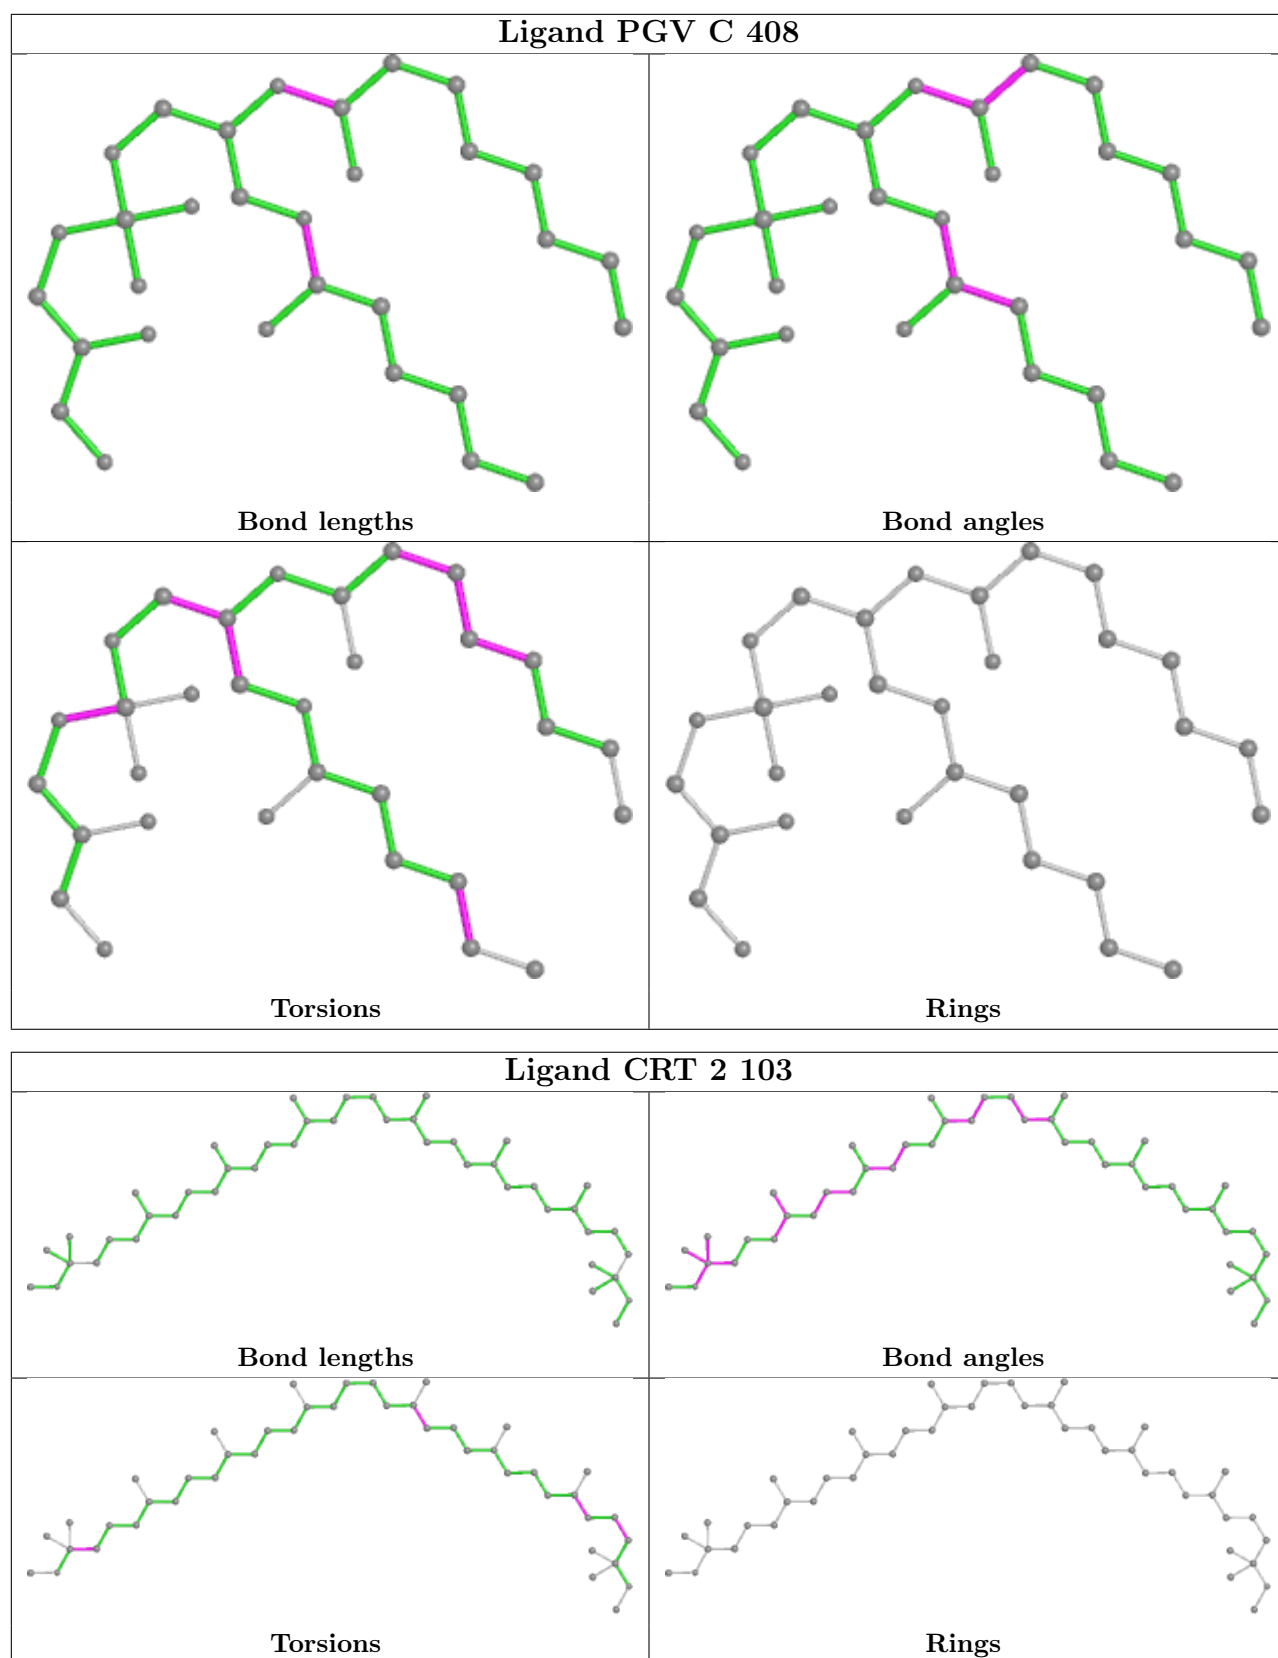 Ligand PGV C 408
Bond lengths
Bond angles
Torsions
Rings
Ligand CRT 2 103
Bond lengths
Bond angles
Torsions
Rings